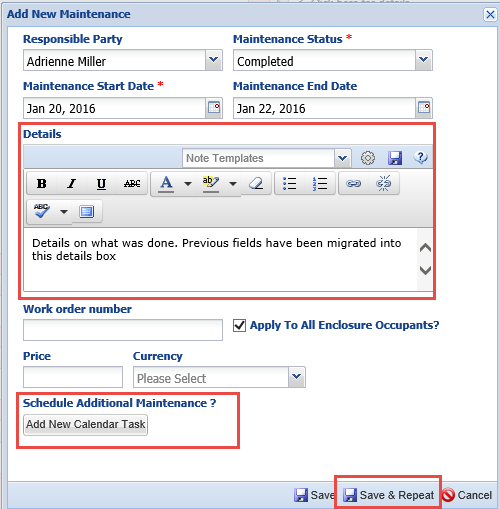 Add New Maintenance
Responsible Party
Maintenance Status *
Adrienne Miller
Completed
Maintenance Start Date *
Maintenance End Date
Jan 20, 2016
Jan 22, 2016
Details
Note Templates
B I U ABC A ab
ABC
Details on what was done. Previous fields have been migrated into
this details box
Work order number
Apply To All Enclosure Occupants?
Price
Currency
Please Select
Schedule Additional Maintenance ?
Add New Calendar Task
Save
Save & Repeat
Cancel